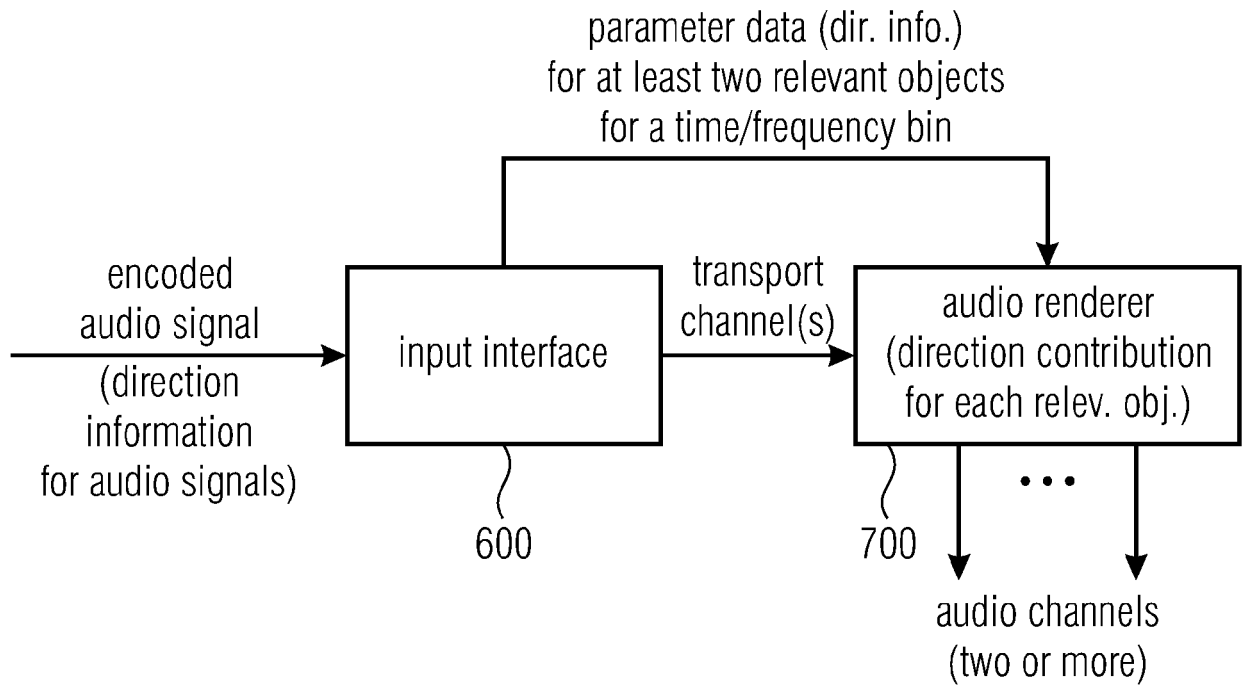 parameter data (dir. info.)
for at least two relevant objects
for a time/frequency bin
encoded
audio signal
(direction
information
for audio signals)
input interface
600
transport
channel(s)
audio renderer
(direction contribution
for each relev. obj.)
700
...
audio channels
(two or more)